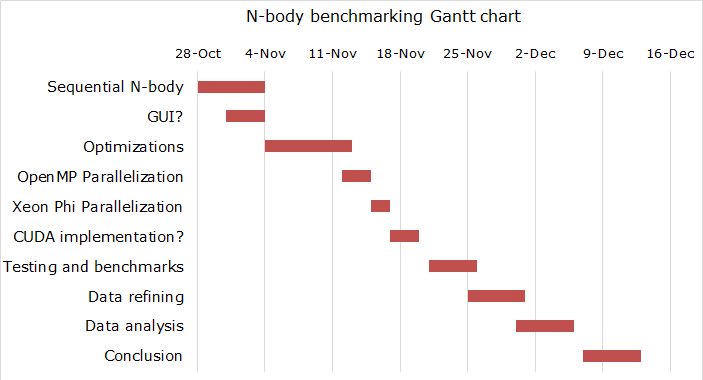 N-body benchmarking Gantt chart
28-Oct 4-Nov 11-Nov 18-Nov 25-Nov 2-Dec 9-Dec 16-Dec
Sequential N-body
GUI?
Optimizations
OpenMP Parallelization
Xeon Phi Parallelization
CUDA implementation?
Testing and benchmarks
Data refining
Data analysis
Conclusion